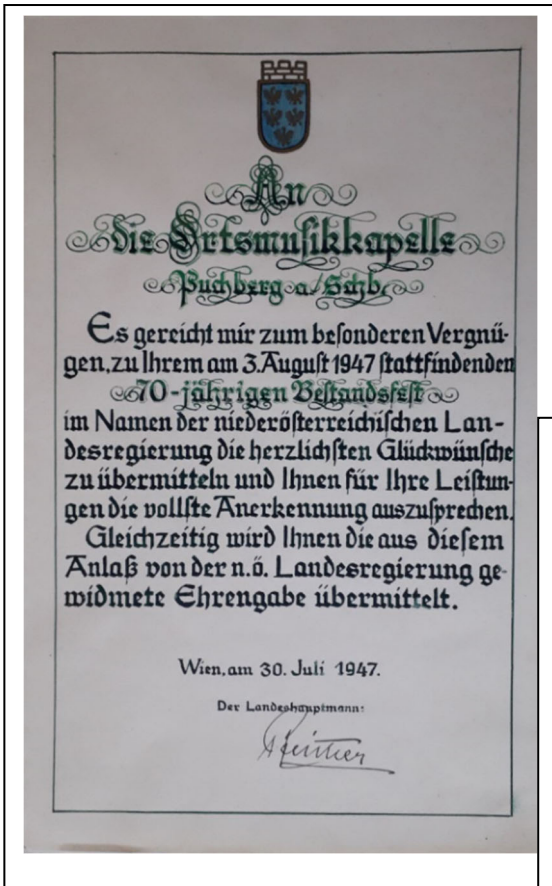 An
die Ortsmusikkapelle
Puchberg a/Schb.
Es gereicht mir zum besonderen Vergnü-
gen, zu Ihrem am 3. August 1947 stattfindenden
70-jährigen Bestandsfest
im Namen der niederösterreichischen Lan-
desregierung die herzlichsten Glückwünsche
zu übermitteln und Ihnen für Ihre Leistun-
gen die vollste Anerkennung auszusprechen.
Gleichzeitig wird Ihnen die aus diesem
Anlaß von der n.ö. Landesregierung ge-
widmete Ehrengabe übermittelt.
Wien, am 30. Juli 1947.
Der Landeshauptmann: